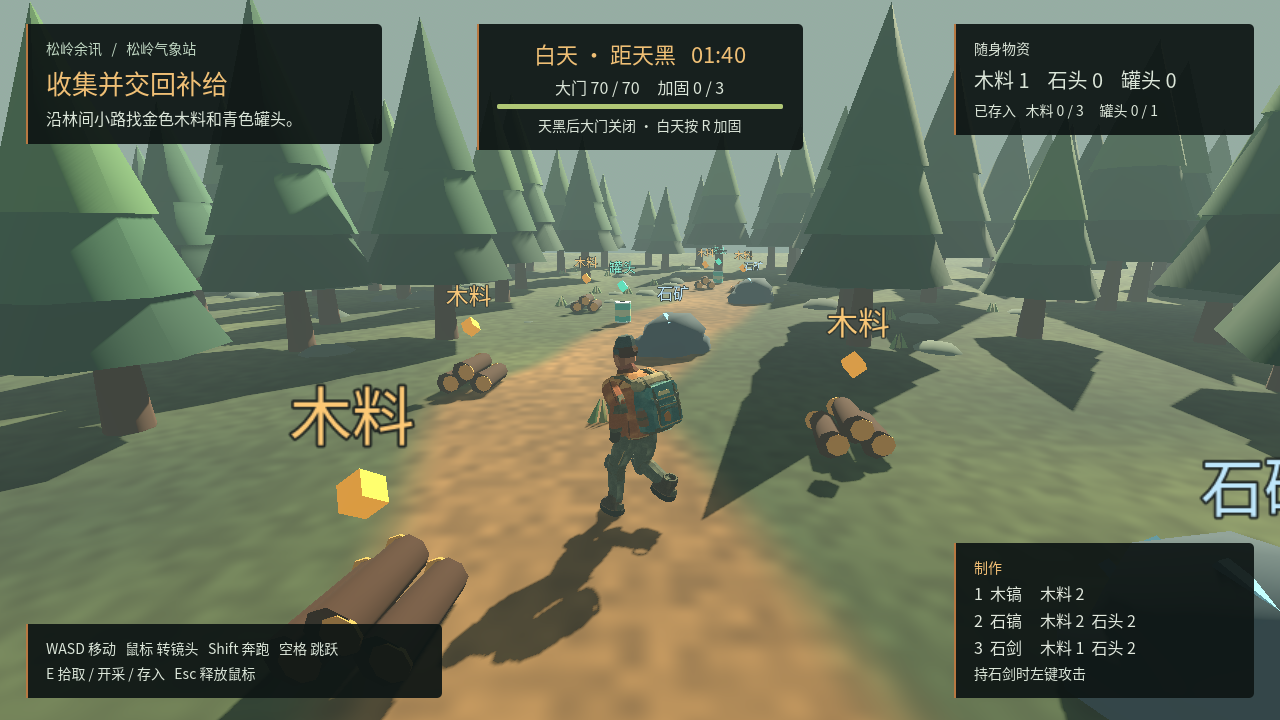 松岭余讯 / 松岭气象站
收集并交回补给
沿林间小路找金色木料和青色罐头。
白天 · 距天黑 01:40
大门 70 / 70 加固 0 / 3
天黑后大门关闭 · 白天按 R 加固
随身物资
木料 1 石头 0 罐头 0
已存入 木料 0 / 3 罐头 0 / 1
木料
罐头
木料
木料
石矿
木料
木料
石
制作
1 木镐 木料 2
2 石镐 木料 2 石头 2
3 石剑 木料 1 石头 2
持石剑时左键攻击
WASD 移动 鼠标 转镜头 Shift 奔跑 空格 跳跃
E 拾取 / 开采 / 存入 Esc 释放鼠标